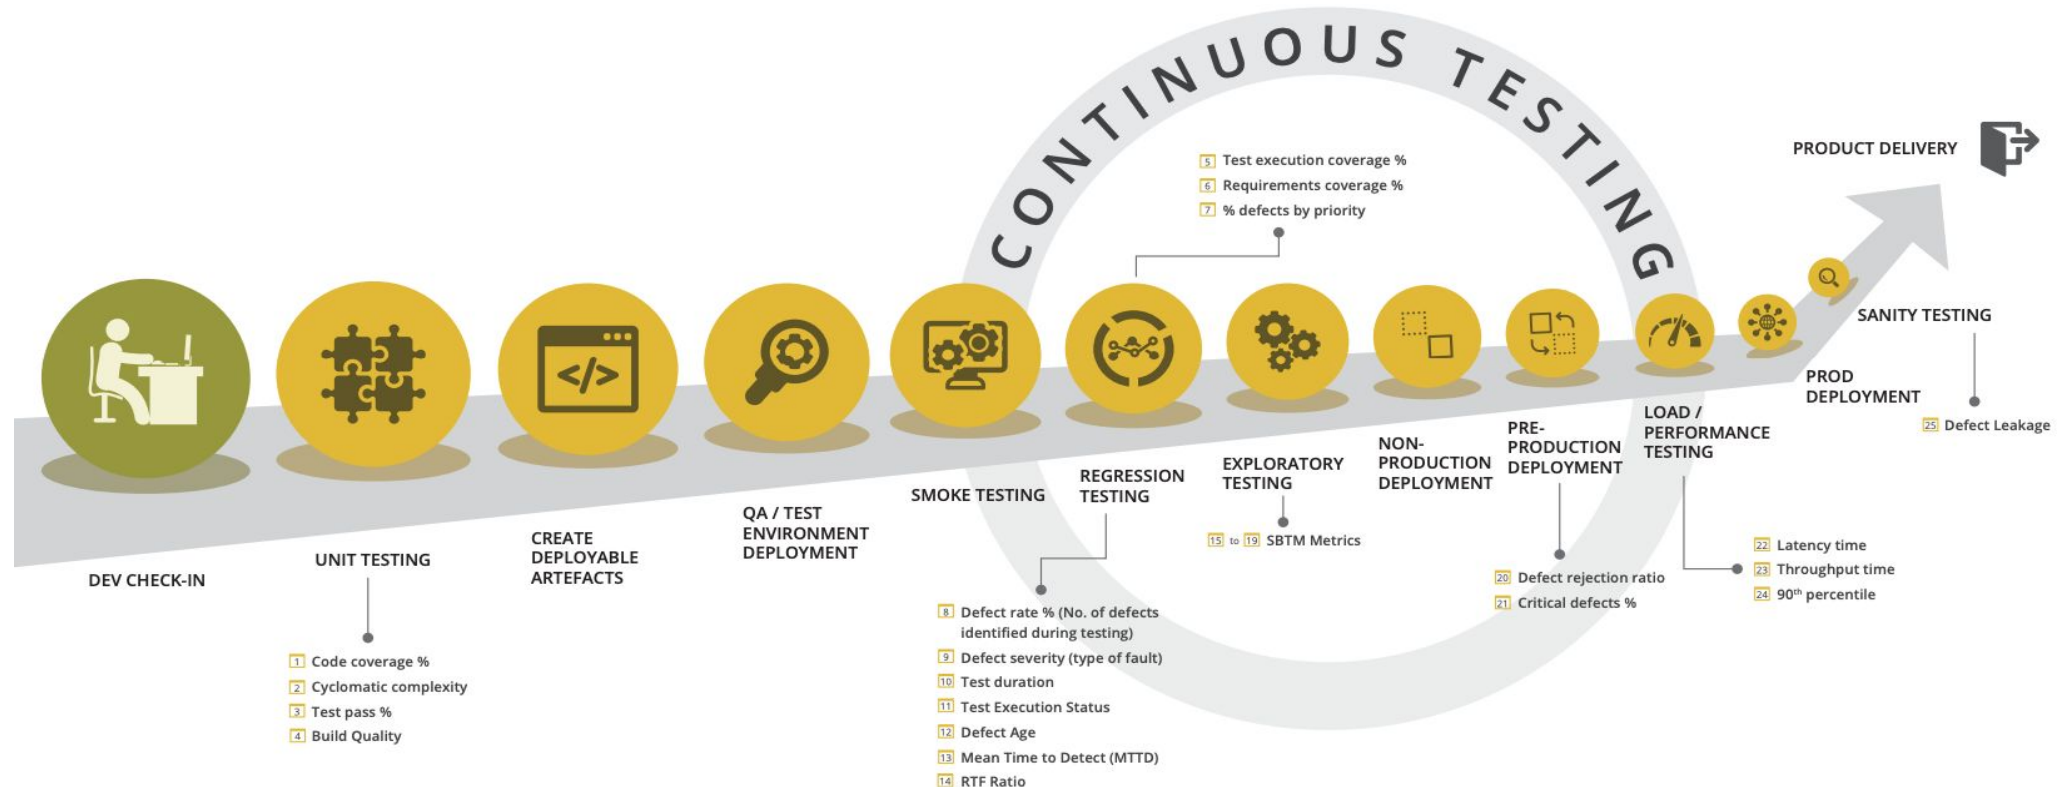 CONTINUOUS TESTING
PRODUCT DELIVERY
5 Test execution coverage %
6 Requirements coverage %
7 % defects by priority
</>
DEV CHECK-IN
UNIT TESTING
1 Code coverage %
2 Cyclomatic complexity
3 Test pass %
4 Build Quality
CREATE
DEPLOYABLE
ARTEFACTS
QA / TEST
ENVIRONMENT
DEPLOYMENT
SMOKE TESTING
REGRESSION
TESTING
8 Defect rate % (No. of defects
identified during testing)
9 Defect severity (type of fault)
10 Test duration
11 Test Execution Status
12 Defect Age
13 Mean Time to Detect (MTTD)
14 RTF Ratio
EXPLORATORY
TESTING
15 to 19 SBTM Metrics
NON-
PRODUCTION
DEPLOYMENT
PRE-
PRODUCTION
DEPLOYMENT
20 Defect rejection ratio
21 Critical defects %
LOAD /
PERFORMANCE
TESTING
22 Latency time
23 Throughput time
24 90th percentile
PROD
DEPLOYMENT
SANITY TESTING
25 Defect Leakage